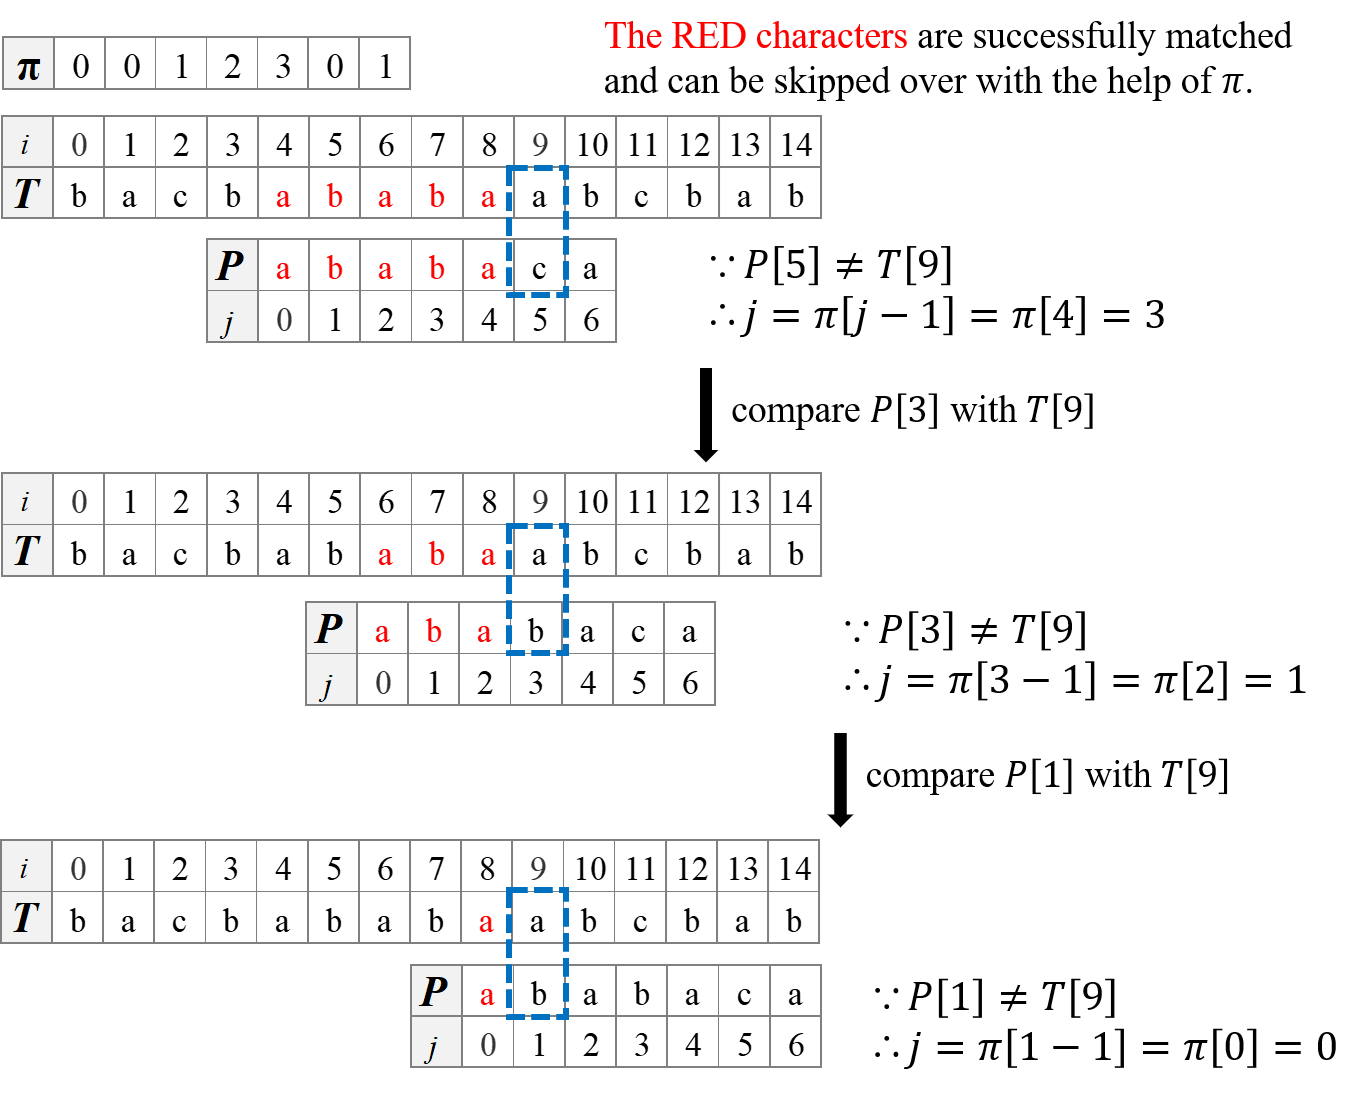 The RED characters are successfully matched
and can be skipped over with the help of π.
π 0 0 1 2 3 0 1
i 0 1 2 3 4 5 6 7 8 9 10 11 12 13 14
T b a c b a b a b a a b c b a b
P a b a b a c a
j 0 1 2 3 4 5 6
∵ P[5] ≠ T[9]
∴ j = π[j − 1] = π[4] = 3
compare P[3] with T[9]
i 0 1 2 3 4 5 6 7 8 9 10 11 12 13 14
T b a c b a b a b a a b c b a b
P a b a b a c a
j 0 1 2 3 4 5 6
∵ P[3] ≠ T[9]
∴ j = π[3 − 1] = π[2] = 1
compare P[1] with T[9]
i 0 1 2 3 4 5 6 7 8 9 10 11 12 13 14
T b a c b a b a b a a b c b a b
P a b a b a c a
j 0 1 2 3 4 5 6
∵ P[1] ≠ T[9]
∴ j = π[1 − 1] = π[0] = 0